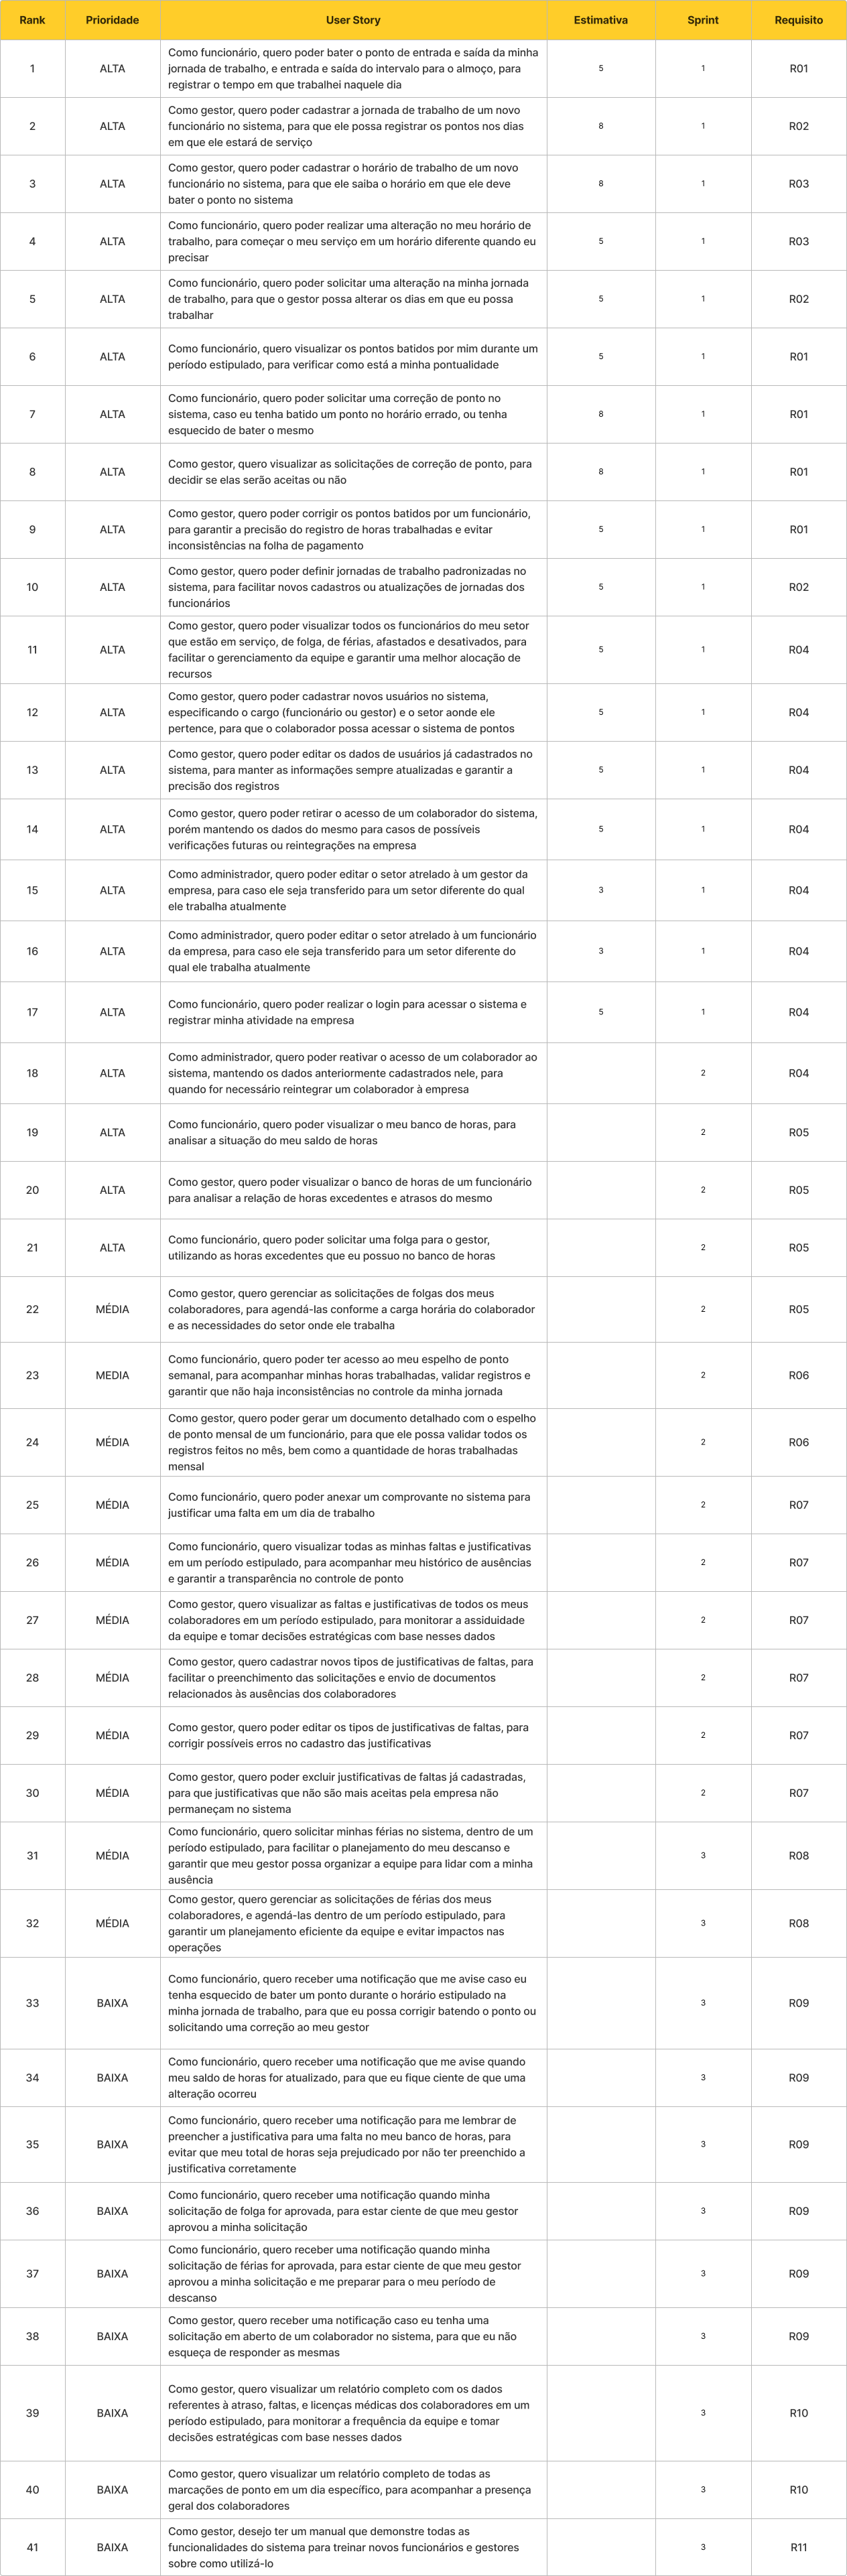 Rank Prioridade User Story Estimativa Sprint Requisito
Como funcionário, quero poder bater o ponto de entrada e saída da minha
1 ALTA jornada de trabalho, e entrada e saída do intervalo para o almoço, para 5 1 R01
registrar o tempo em que trabalhei naquele dia
Como gestor, quero poder cadastrar a jornada de trabalho de um novo
2 ALTA funcionário no sistema, para que ele possa registrar os pontos nos dias 8 1 R02
em que ele estará de serviço
Como gestor, quero poder cadastrar o horário de trabalho de um novo
3 ALTA funcionário no sistema, para que ele saiba o horário em que ele deve 8 1 R03
bater o ponto no sistema
Como funcionário, quero poder realizar uma alteração no meu horário de
4 ALTA trabalho, para começar o meu serviço em um horário diferente quando eu 5 1 R03
precisar
Como funcionário, quero poder solicitar uma alteração na minha jornada
5 ALTA de trabalho, para que o gestor possa alterar os dias em que eu possa 5 1 R02
trabalhar
Como funcionário, quero visualizar os pontos batidos por mim durante um
6 ALTA 5 1 R01
período estipulado, para verificar como está a minha pontualidade
Como funcionário, quero poder solicitar uma correção de ponto no
7 ALTA sistema, caso eu tenha batido um ponto no horário errado, ou tenha 8 1 R01
esquecido de bater o mesmo
Como gestor, quero visualizar as solicitações de correção de ponto, para
8 ALTA 8 1 R01
decidir se elas serão aceitas ou não
Como gestor, quero poder corrigir os pontos batidos por um funcionário,
9 ALTA para garantir a precisão do registro de horas trabalhadas e evitar 5 1 R01
inconsistências na folha de pagamento
Como gestor, quero poder definir jornadas de trabalho padronizadas no
10 ALTA sistema, para facilitar novos cadastros ou atualizações de jornadas dos 5 1 R02
funcionários
Como gestor, quero poder visualizar todos os funcionários do meu setor
que estão em serviço, de folga, de férias, afastados e desativados, para
11 ALTA 5 1 R04
facilitar o gerenciamento da equipe e garantir uma melhor alocação de
recursos
Como gestor, quero poder cadastrar novos usuários no sistema,
12 ALTA especificando o cargo (funcionário ou gestor) e o setor aonde ele 5 1 R04
pertence, para que o colaborador possa acessar o sistema de pontos
Como gestor, quero poder editar os dados de usuários já cadastrados no
13 ALTA sistema, para manter as informações sempre atualizadas e garantir a 5 1 R04
precisão dos registros
Como gestor, quero poder retirar o acesso de um colaborador do sistema,
14 ALTA porém mantendo os dados do mesmo para casos de possíveis 5 1 R04
verificações futuras ou reintegrações na empresa
Como administrador, quero poder editar o setor atrelado à um gestor da
15 ALTA empresa, para caso ele seja transferido para um setor diferente do qual 3 1 R04
ele trabalha atualmente
Como administrador, quero poder editar o setor atrelado à um funcionário
16 ALTA da empresa, para caso ele seja transferido para um setor diferente do 3 1 R04
qual ele trabalha atualmente
Como funcionário, quero poder realizar o login para acessar o sistema e
17 ALTA 5 1 R04
registrar minha atividade na empresa
Como administrador, quero poder reativar o acesso de um colaborador ao
18 ALTA sistema, mantendo os dados anteriormente cadastrados nele, para 2 R04
quando for necessário reintegrar um colaborador à empresa
Como funcionário, quero poder visualizar o meu banco de horas, para
19 ALTA 2 R05
analisar a situação do meu saldo de horas
Como gestor, quero poder visualizar o banco de horas de um funcionário
20 ALTA 2 R05
para analisar a relação de horas excedentes e atrasos do mesmo
Como funcionário, quero poder solicitar uma folga para o gestor,
21 ALTA 2 R05
utilizando as horas excedentes que eu possuo no banco de horas
Como gestor, quero gerenciar as solicitações de folgas dos meus
22 MÉDIA colaboradores, para agendá-las conforme a carga horária do colaborador 2 R05
e as necessidades do setor onde ele trabalha
Como funcionário, quero poder ter acesso ao meu espelho de ponto
23 MEDIA semanal, para acompanhar minhas horas trabalhadas, validar registros e 2 R06
garantir que não haja inconsistências no controle da minha jornada
Como gestor, quero poder gerar um documento detalhado com o espelho
de ponto mensal de um funcionário, para que ele possa validar todos os
24 MÉDIA 2 R06
registros feitos no mês, bem como a quantidade de horas trabalhadas
mensal
Como funcionário, quero poder anexar um comprovante no sistema para
25 MÉDIA 2 R07
justificar uma falta em um dia de trabalho
Como funcionário, quero visualizar todas as minhas faltas e justificativas
26 MÉDIA em um período estipulado, para acompanhar meu histórico de ausências 2 R07
e garantir a transparência no controle de ponto
Como gestor, quero visualizar as faltas e justificativas de todos os meus
27 MÉDIA colaboradores em um período estipulado, para monitorar a assiduidade 2 R07
da equipe e tomar decisões estratégicas com base nesses dados
Como gestor, quero cadastrar novos tipos de justificativas de faltas, para
28 MÉDIA facilitar o preenchimento das solicitações e envio de documentos 2 R07
relacionados às ausências dos colaboradores
Como gestor, quero poder editar os tipos de justificativas de faltas, para
29 MÉDIA 2 R07
corrigir possíveis erros no cadastro das justificativas
Como gestor, quero poder excluir justificativas de faltas já cadastradas,
30 MÉDIA para que justificativas que não são mais aceitas pela empresa não 2 R07
permaneçam no sistema
Como funcionário, quero solicitar minhas férias no sistema, dentro de um
período estipulado, para facilitar o planejamento do meu descanso e
31 MÉDIA 3 R08
garantir que meu gestor possa organizar a equipe para lidar com a minha
ausência
Como gestor, quero gerenciar as solicitações de férias dos meus
colaboradores, e agendá-las dentro de um período estipulado, para
32 MÉDIA 3 R08
garantir um planejamento eficiente da equipe e evitar impactos nas
operações
Como funcionário, quero receber uma notificação que me avise caso eu
tenha esquecido de bater um ponto durante o horário estipulado na
33 BAIXA 3 R09
minha jornada de trabalho, para que eu possa corrigir batendo o ponto ou
solicitando uma correção ao meu gestor
Como funcionário, quero receber uma notificação que me avise quando
34 BAIXA meu saldo de horas for atualizado, para que eu fique ciente de que uma 3 R09
alteração ocorreu
Como funcionário, quero receber uma notificação para me lembrar de
preencher a justificativa para uma falta no meu banco de horas, para
35 BAIXA 3 R09
evitar que meu total de horas seja prejudicado por não ter preenchido a
justificativa corretamente
Como funcionário, quero receber uma notificação quando minha
36 BAIXA solicitação de folga for aprovada, para estar ciente de que meu gestor 3 R09
aprovou a minha solicitação
Como funcionário, quero receber uma notificação quando minha
solicitação de férias for aprovada, para estar ciente de que meu gestor
37 BAIXA 3 R09
aprovou a minha solicitação e me preparar para o meu período de
descanso
Como gestor, quero receber uma notificação caso eu tenha uma
38 BAIXA solicitação em aberto de um colaborador no sistema, para que eu não 3 R09
esqueça de responder as mesmas
Como gestor, quero visualizar um relatório completo com os dados
referentes à atraso, faltas, e licenças médicas dos colaboradores em um
39 BAIXA 3 R10
período estipulado, para monitorar a frequência da equipe e tomar
decisões estratégicas com base nesses dados
Como gestor, quero visualizar um relatório completo de todas as
40 BAIXA marcações de ponto em um dia específico, para acompanhar a presença 3 R10
geral dos colaboradores
Como gestor, desejo ter um manual que demonstre todas as
41 BAIXA funcionalidades do sistema para treinar novos funcionários e gestores 3 R11
sobre como utilizá-lo